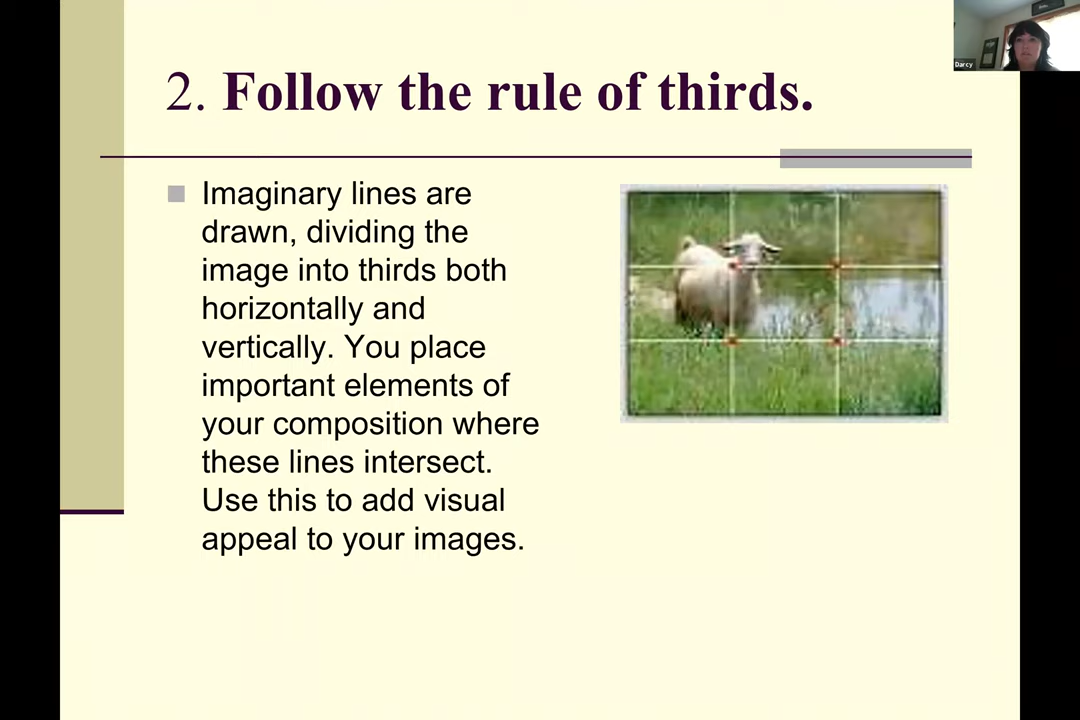 2. Follow the rule of thirds.
Imaginary lines are
drawn, dividing the
image into thirds both
horizontally and
vertically. You place
important elements of
your composition where
these lines intersect.
Use this to add visual
appeal to your images.
Darcy